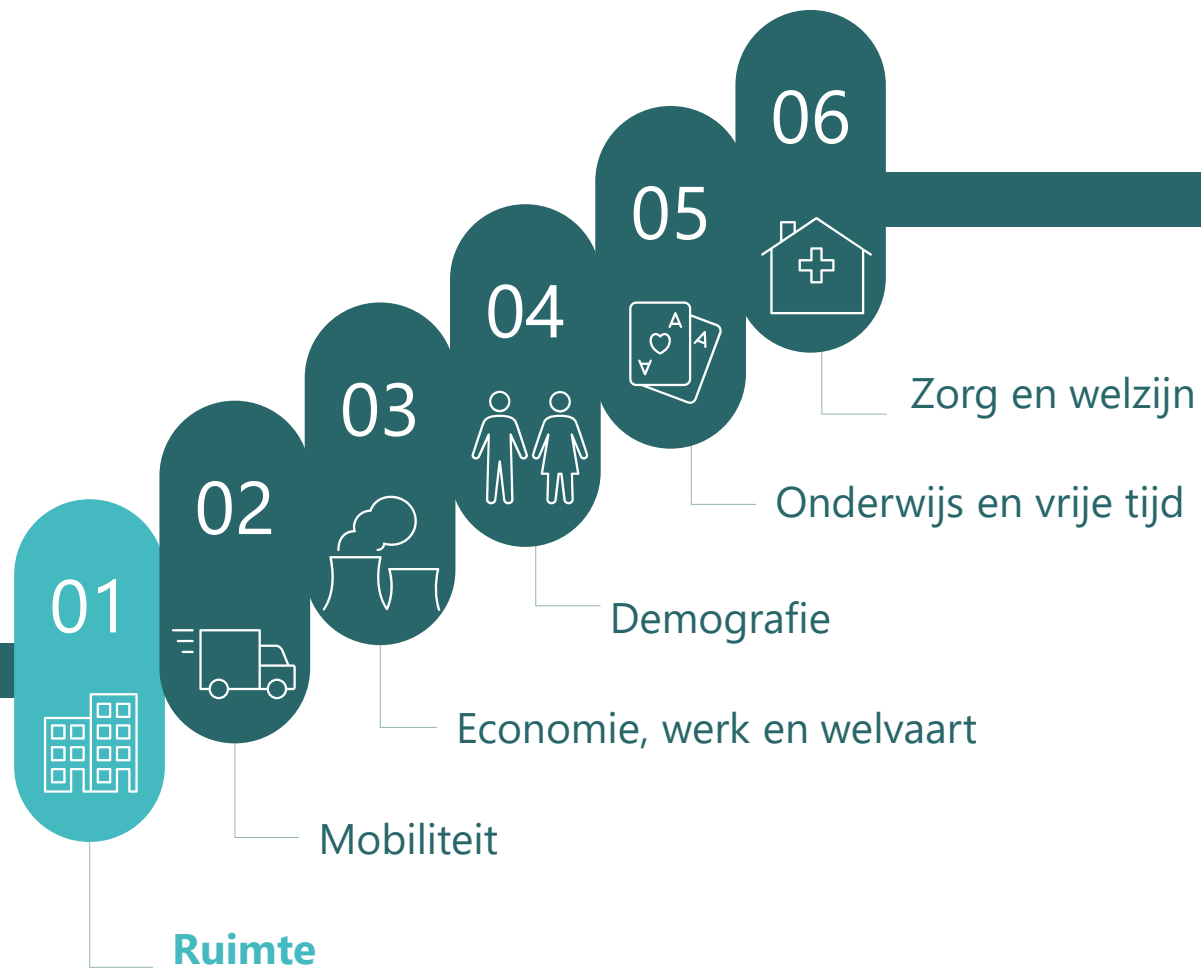 01
Ruimte
02
Mobiliteit
03
Economie, werk en welvaart
04
Demografie
05
A
A
A
Onderwijs en vrije tijd
06
Zorg en welzijn